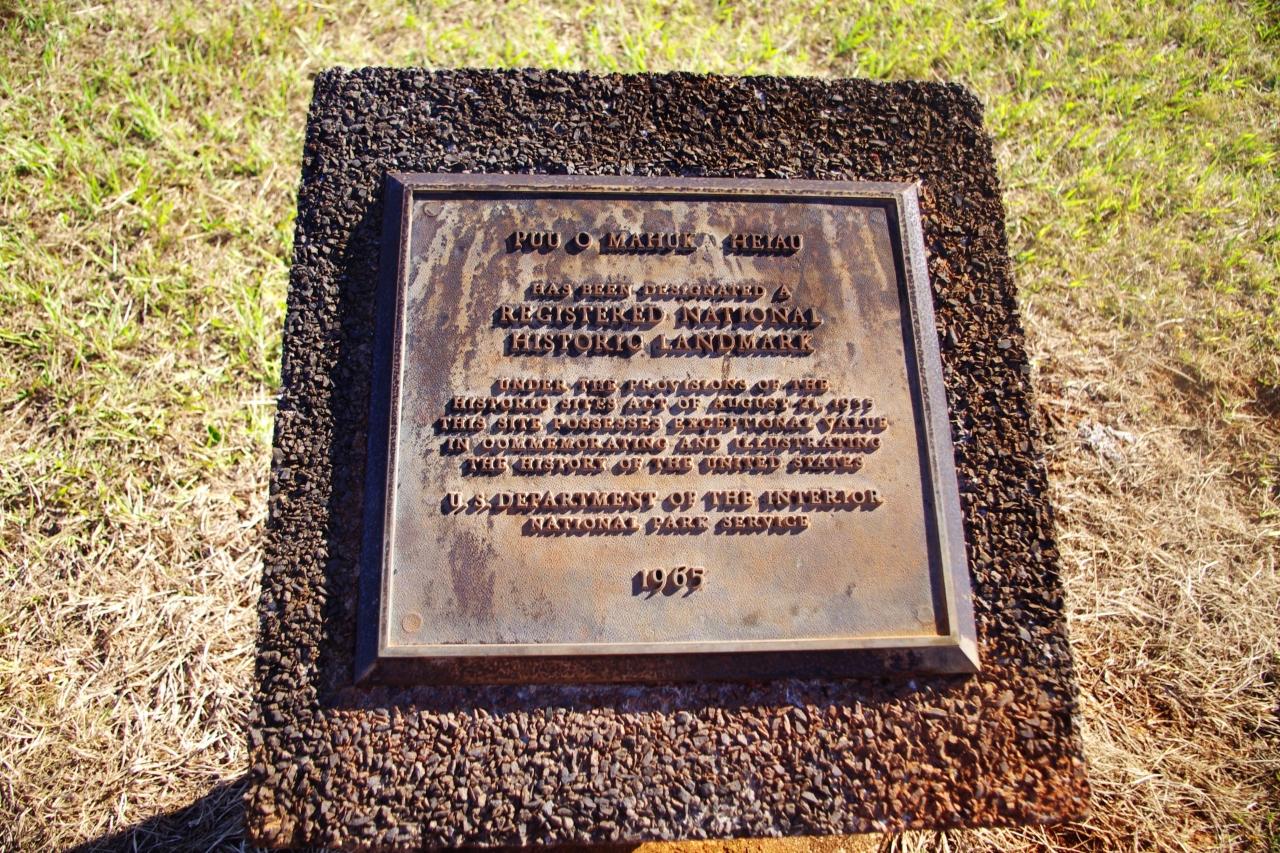 PUU O MAHUKA HEIAU
HAS BEEN DESIGNATED A
REGISTERED NATIONAL
HISTORIC LANDMARK
UNDER THE PROVISIONS OF THE
HISTORIC SITES ACT OF AUGUST 21, 1935
THIS SITE POSSESSES EXCEPTIONAL VALUE
IN COMMEMORATING AND ILLUSTRATING
THE HISTORY OF THE UNITED STATES
U. S. DEPARTMENT OF THE INTERIOR
NATIONAL PARK SERVICE
1965